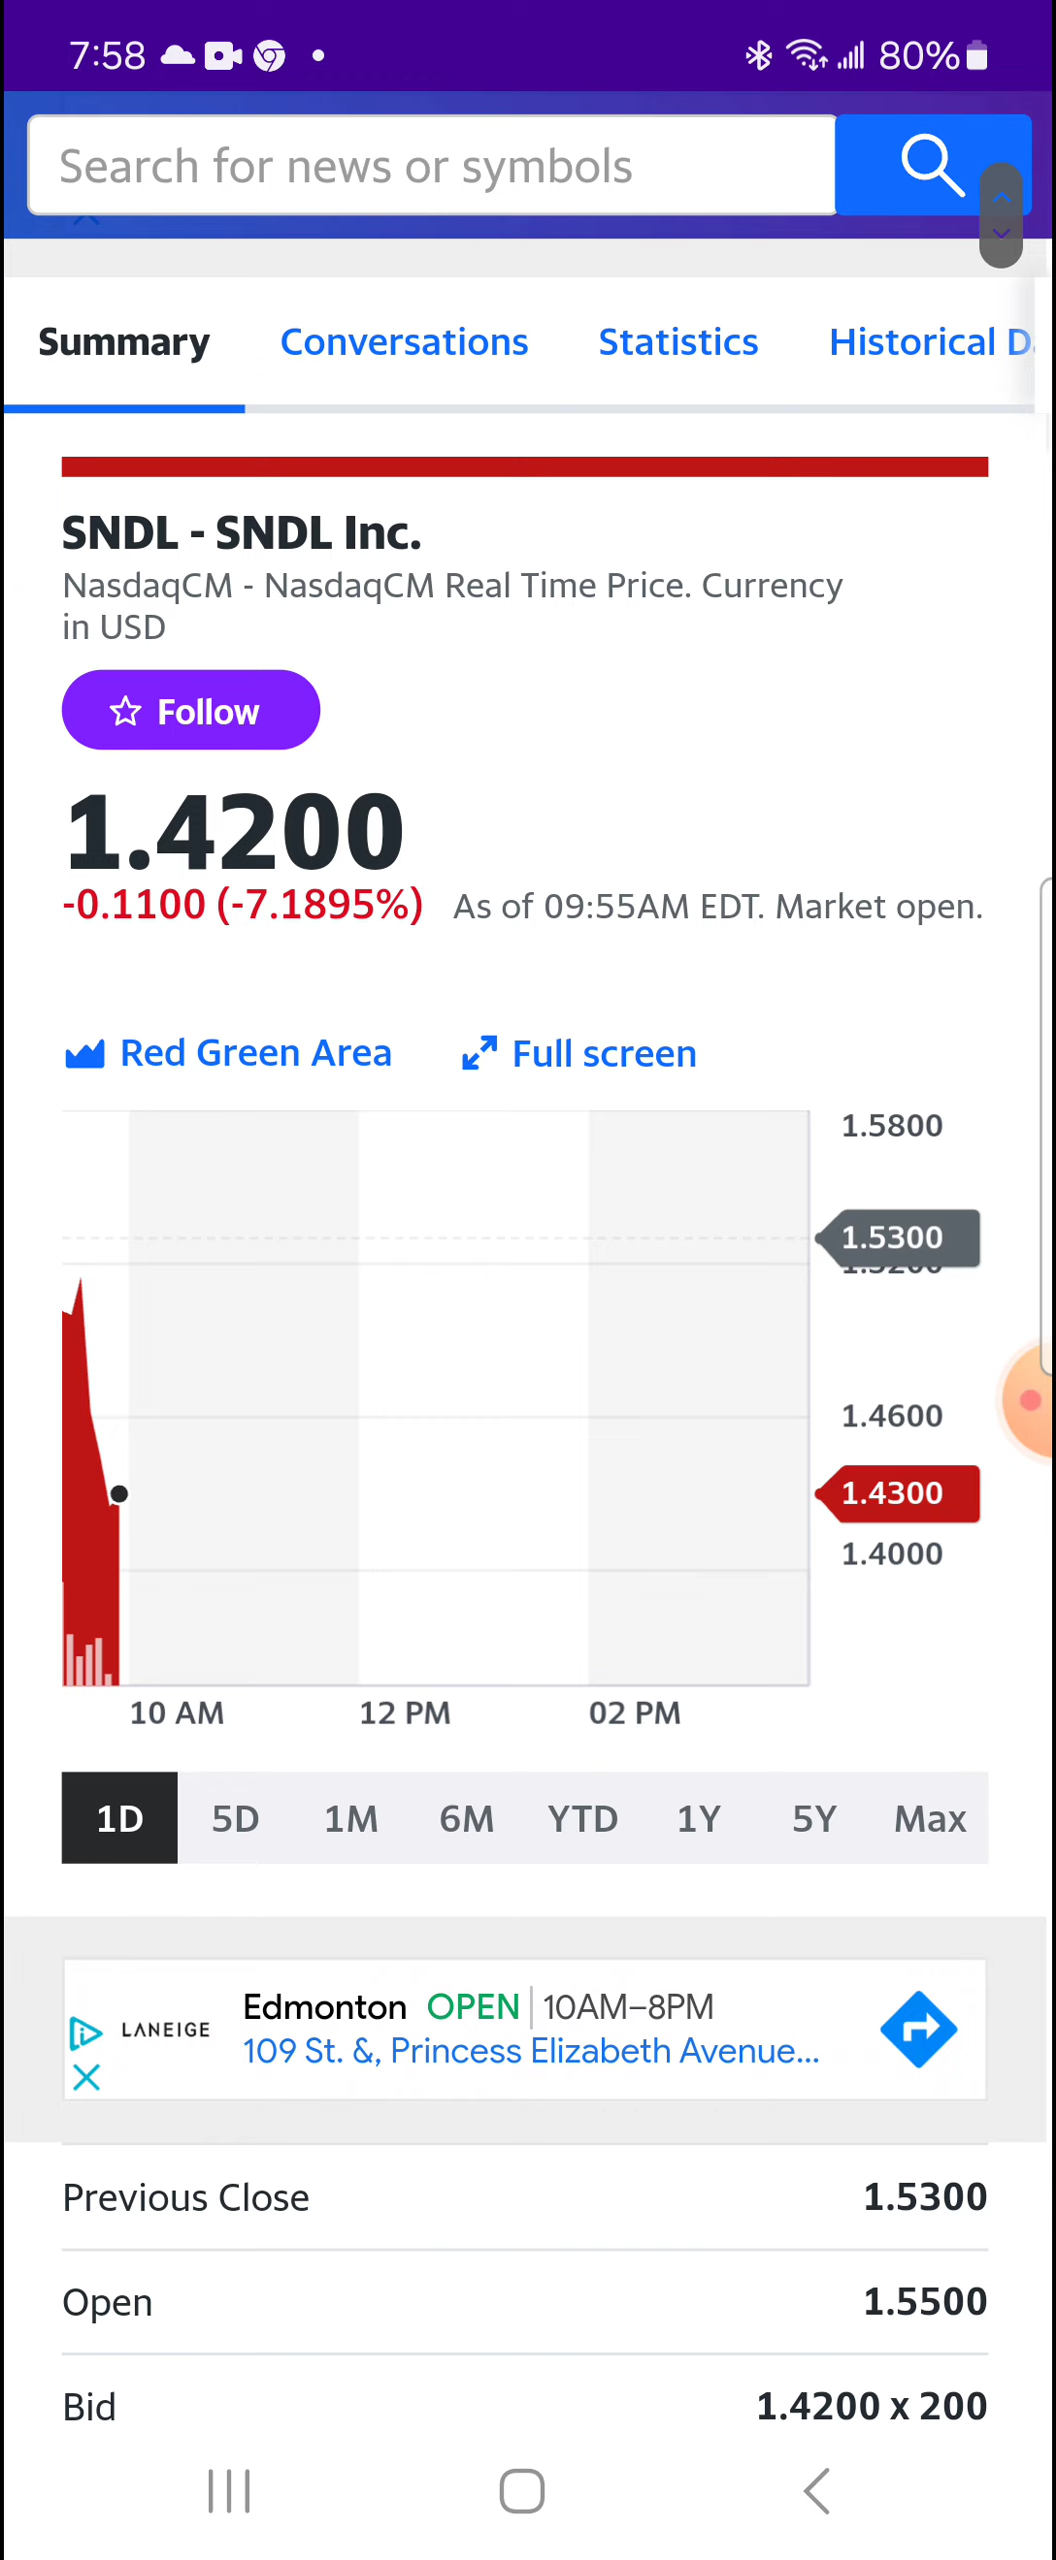 7:58
80%
Search for news or symbols
Summary Conversations Statistics Historical D
SNDL - SNDL Inc.
NasdaqCM - NasdaqCM Real Time Price. Currency
in USD
Follow
1.4200
-0.1100 (-7.1895%) As of 09:55AM EDT. Market open.
Red Green Area Full screen
1.5800
1.5300
1.5200
1.4600
1.4300
1.4000
10 AM 12 PM 02 PM
1D 5D 1M 6M YTD 1Y 5Y Max
LANEIGE
Edmonton OPEN | 10AM–8PM
109 St. &, Princess Elizabeth Avenue...
Previous Close 1.5300
Open 1.5500
Bid 1.4200 x 200